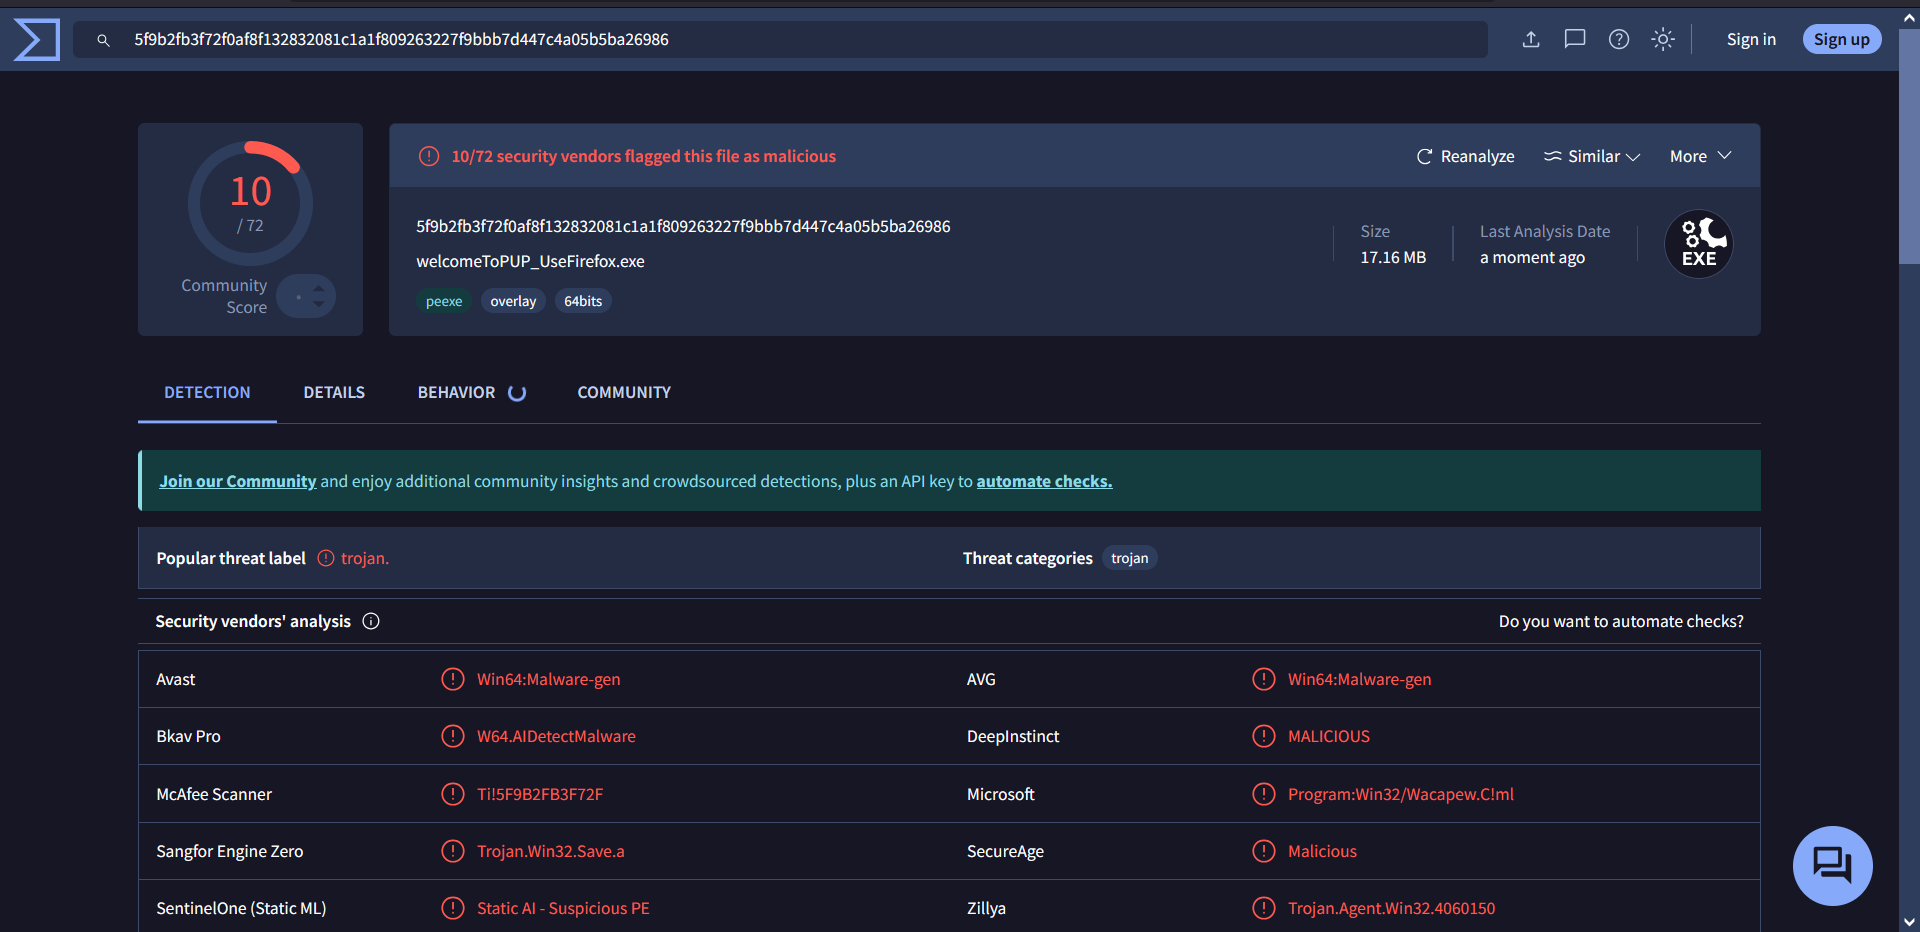 5f9b2fb3f72f0af8f132832081c1a1f809263227f9bbb7d447c4a05b5ba26986
Sign in
Sign up
10
/ 72
Community
Score
10/72 security vendors flagged this file as malicious
Reanalyze
Similar
More
5f9b2fb3f72f0af8f132832081c1a1f809263227f9bbb7d447c4a05b5ba26986
welcomeToPUP_UseFirefox.exe
peexe
overlay
64bits
Size
17.16 MB
Last Analysis Date
a moment ago
EXE
DETECTION
DETAILS
BEHAVIOR
COMMUNITY
Join our Community and enjoy additional community insights and crowdsourced detections, plus an API key to automate checks.
Popular threat label
trojan.
Threat categories
trojan
Security vendors' analysis
Do you want to automate checks?
Avast
Win64:Malware-gen
AVG
Win64:Malware-gen
Bkav Pro
W64.AIDetectMalware
DeepInstinct
MALICIOUS
McAfee Scanner
Ti!5F9B2FB3F72F
Microsoft
Program:Win32/Wacapew.C!ml
Sangfor Engine Zero
Trojan.Win32.Save.a
SecureAge
Malicious
SentinelOne (Static ML)
Static AI - Suspicious PE
Zillya
Trojan.Agent.Win32.4060150